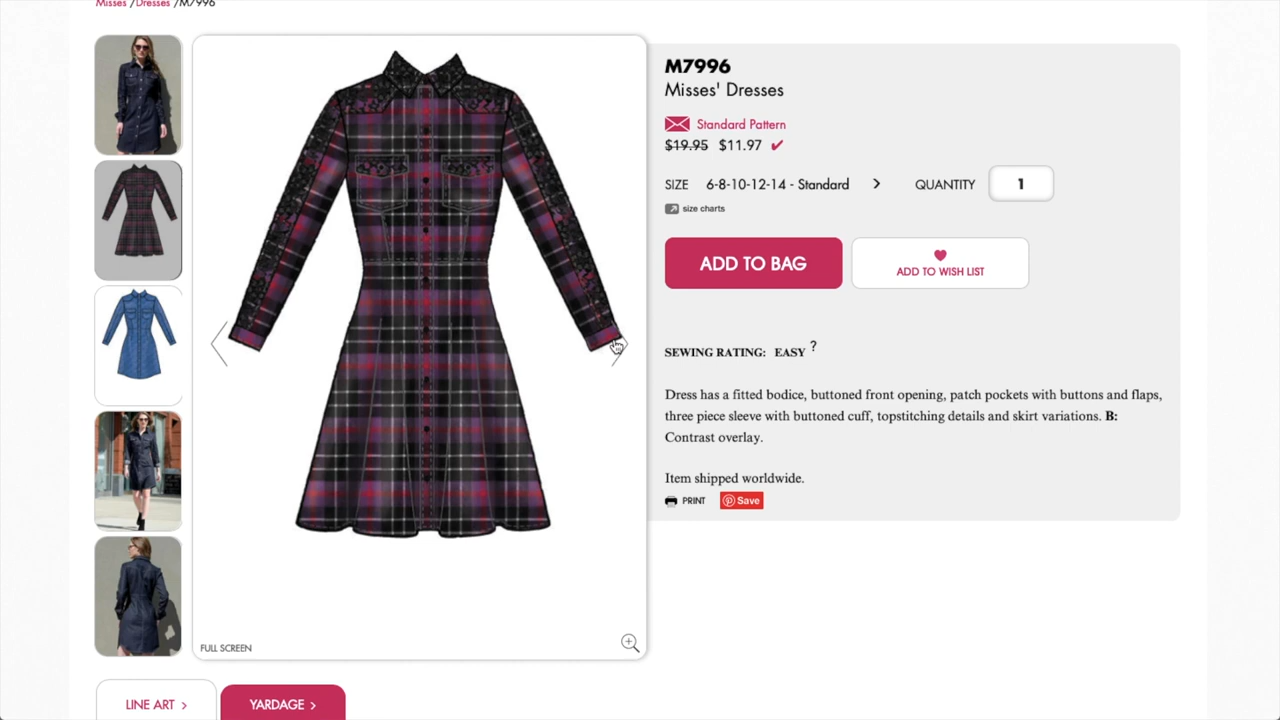 Misses / Dresses / M7996
M7996
Misses' Dresses
Standard Pattern
$19.95 $11.97 ✔
SIZE 6-8-10-12-14 - Standard > QUANTITY 1
size charts
ADD TO BAG
ADD TO WISH LIST
SEWING RATING: EASY ?
Dress has a fitted bodice, buttoned front opening, patch pockets with buttons and flaps,
three piece sleeve with buttoned cuff, topstitching details and skirt variations. B:
Contrast overlay.
Item shipped worldwide.
PRINT Save
FULL SCREEN
LINE ART >
YARDAGE >